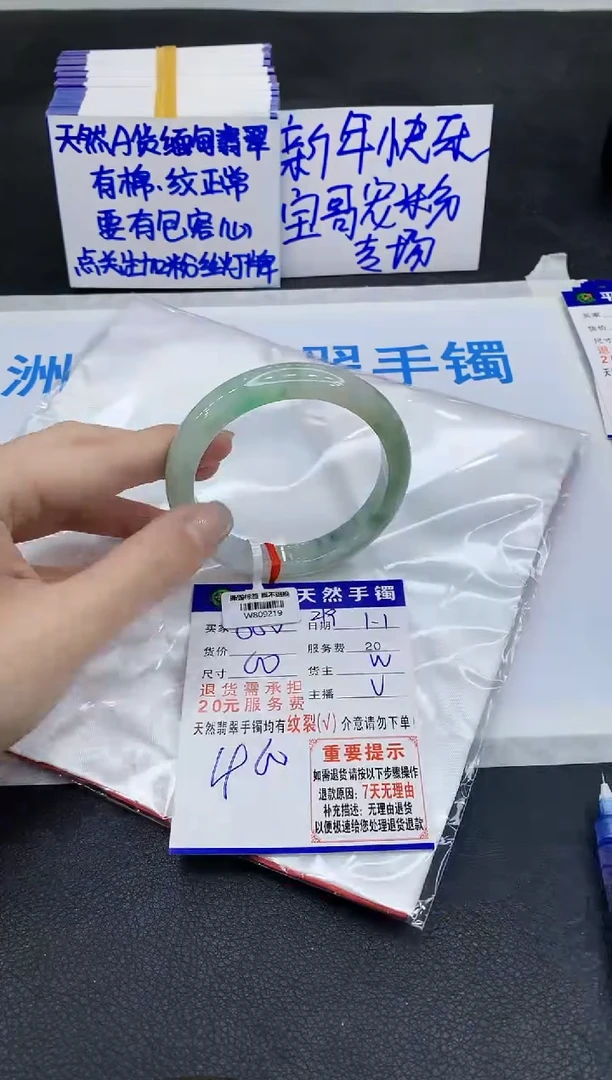 天然A货缅甸翡翠
有棉、纹正常
要有包容心
点关注加粉丝灯牌
新年快乐
宝哥宠粉
专场
洲
翠手镯
天然手镯
W809219
买家
日期 1-1
货价
服务费 20
尺寸
货主 W
退货需承担
20元服务费
主播 V
天然翡翠手镯均有纹裂(√) 介意请勿下单!
重要提示
如需退货请按以下步骤操作
退款原因: 7天无理由
补充描述: 无理由退货
以便极速给您处理退货退款
买家
货价
尺寸